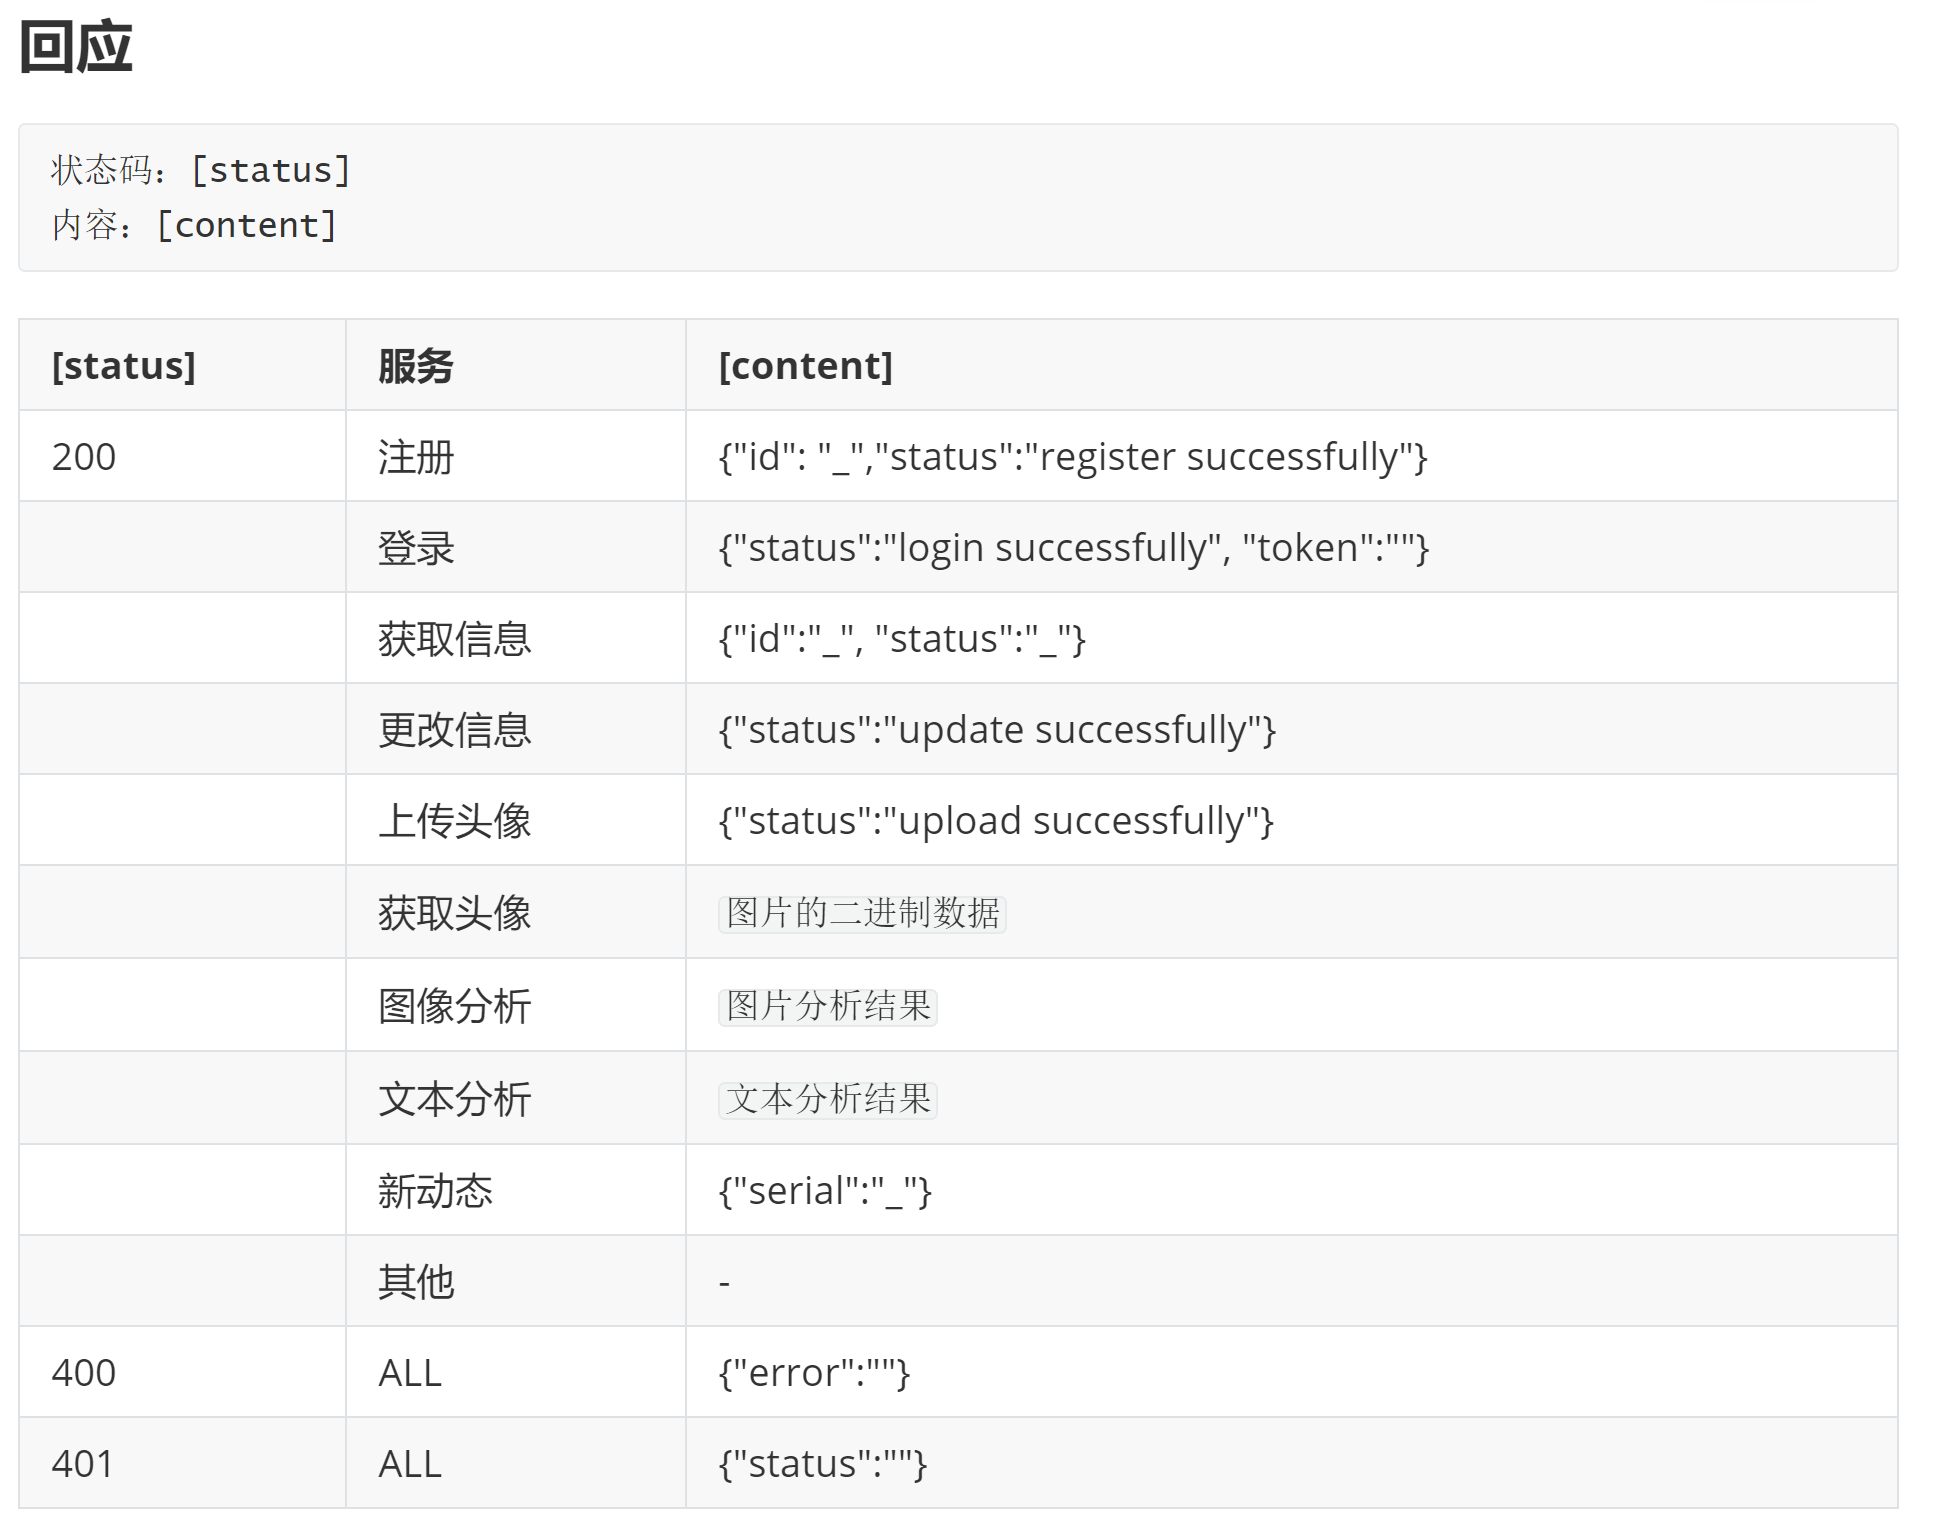 回应
状态码：[status]
内容：[content]
[status] 服务 [content]
200 注册 {"id": "_","status":"register successfully"}
登录 {"status":"login successfully", "token":""}
获取信息 {"id":"_", "status":"_"}
更改信息 {"status":"update successfully"}
上传头像 {"status":"upload successfully"}
获取头像 图片的二进制数据
图像分析 图片分析结果
文本分析 文本分析结果
新动态 {"serial":"_"}
其他 -
400 ALL {"error":""}
401 ALL {"status":""}